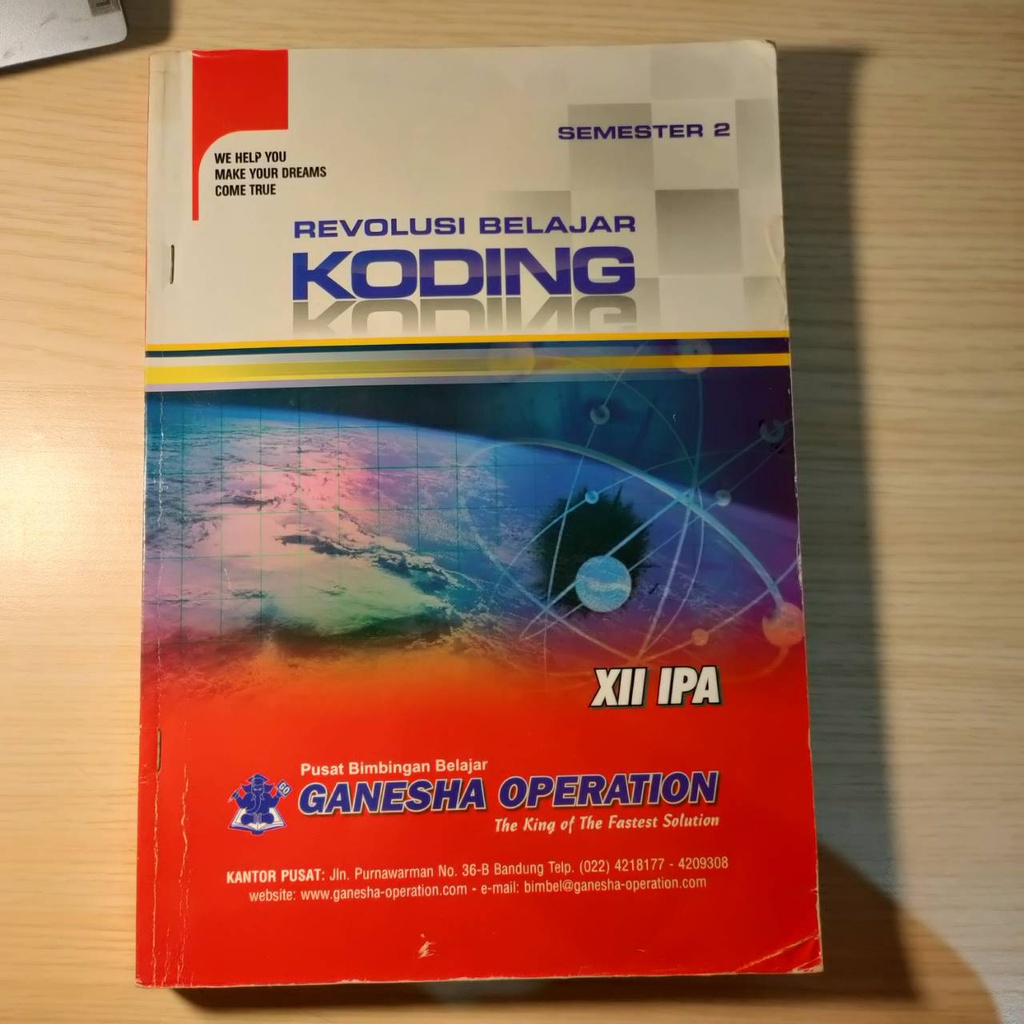 SEMESTER 2
WE HELP YOU
MAKE YOUR DREAMS
COME TRUE
REVOLUSI BELAJAR
KODING
XII IPA
Pusat Bimbingan Belajar
GO
GANESHA OPERATION
The King of The Fastest Solution
KANTOR PUSAT: Jln. Purnawarman No. 36-B Bandung Telp. (022) 4218177 - 4209308
website: www.ganesha-operation.com - e-mail: bimbel@ganesha-operation.com